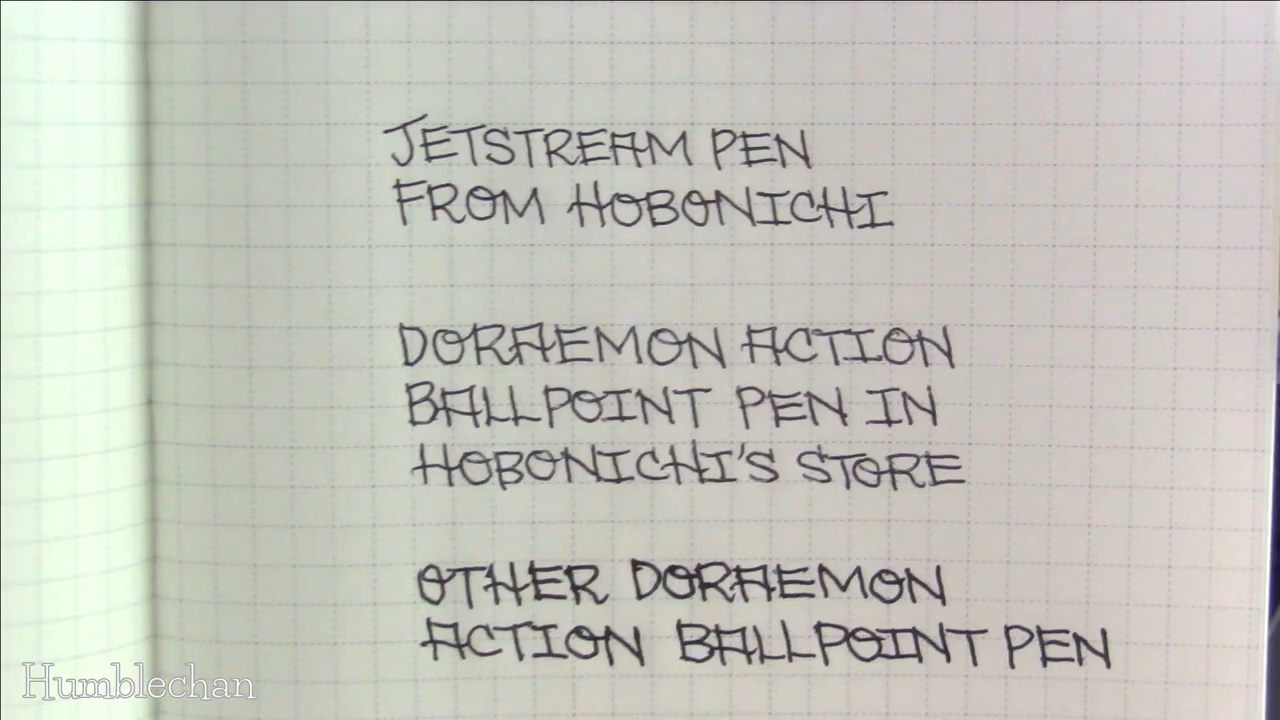 JETSTREAM PEN
FROM HOBONICHI
DORAEMON ACTION
BALLPOINT PEN IN
HOBONICHI'S STORE
OTHER DORAEMON
ACTION BALLPOINT PEN
Humblechan